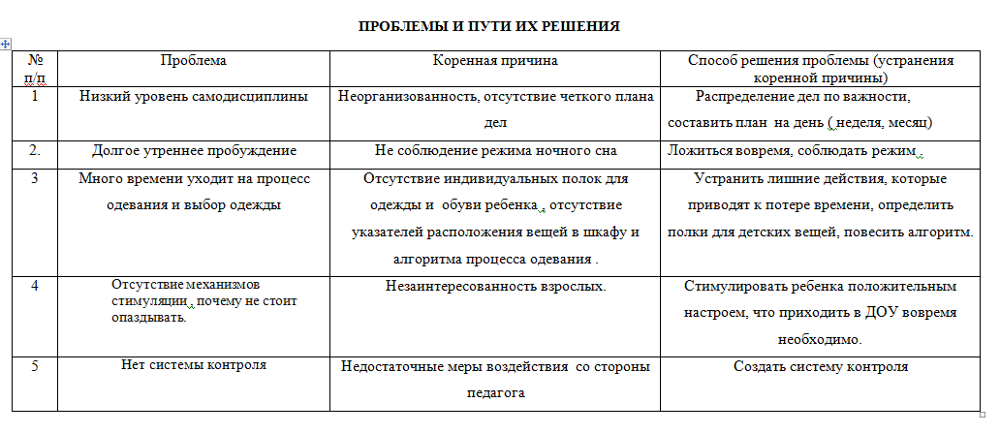 ПРОБЛЕМЫ И ПУТИ ИХ РЕШЕНИЯ
№ п/п
Проблема
Коренная причина
Способ решения проблемы (устранения
коренной причины)
1
Низкий уровень самодисциплины
Неорганизованность, отсутствие четкого плана
дел
Распределение дел по важности,
составить план на день ( неделя, месяц)
2.
Долгое утреннее пробуждение
Не соблюдение режима ночного сна
Ложиться вовремя, соблюдать режим .
3
Много времени уходит на процесс
одевания и выбор одежды
Отсутствие индивидуальных полок для
одежды и обуви ребенка , отсутствие
указателей расположения вещей в шкафу и
алгоритма процесса одевания .
Устранить лишние действия, которые
приводят к потере времени, определить
полки для детских вещей, повесить алгоритм.
4
Отсутствие механизмов
стимуляции , почему не стоит
опаздывать.
Незаинтересованность взрослых.
Стимулировать ребенка положительным
настроем, что приходить в ДОУ вовремя
необходимо.
5
Нет системы контроля
Недостаточные меры воздействия со стороны
педагога
Создать систему контроля